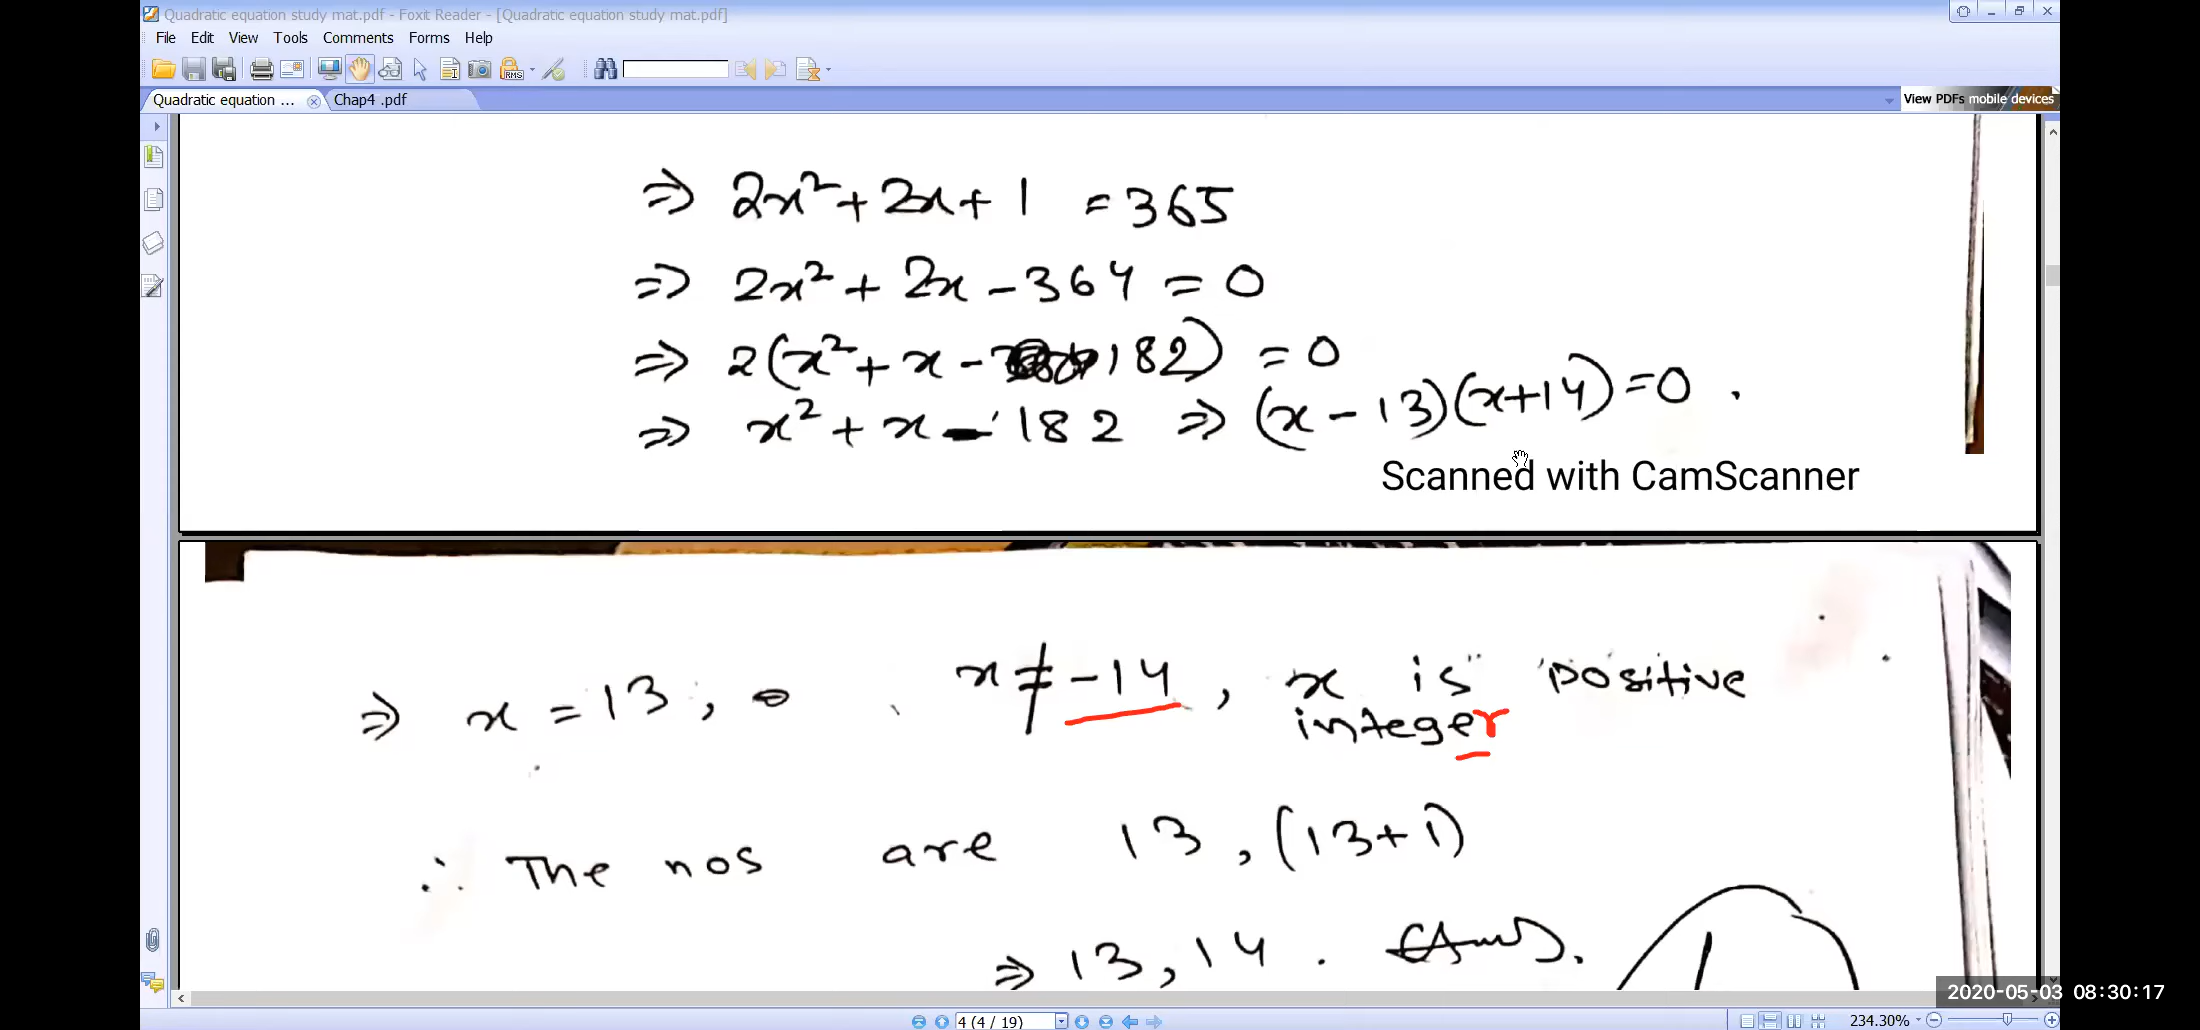 Quadratic equation study mat.pdf - Foxit Reader - [Quadratic equation study mat.pdf]
File Edit View Tools Comments Forms Help
Quadratic equation ... Chap4 .pdf
View PDFs mobile devices
⇒ 2x² + 2x + 1 = 365
⇒ 2x² + 2x - 364 = 0
⇒ 2(x² + x - 182) = 0
⇒ x² + x - 182 ⇒ (x - 13)(x+14) = 0 .
Scanned with CamScanner
⇒ x = 13, x ≠ -14, x is positive
integer
∴ The nos are 13, (13+1)
⇒ 13, 14. (Ans).
2020-05-03 08:30:17
4 (4 / 19)
234.30%